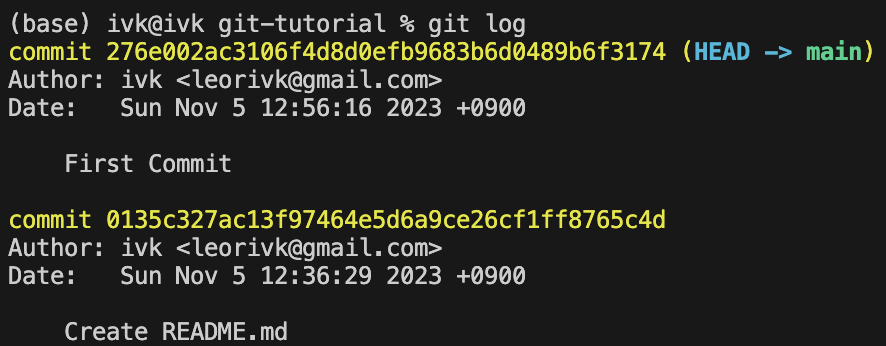 (base) ivk@ivk git-tutorial % git log
commit 276e002ac3106f4d8d0efb9683b6d0489b6f3174 (HEAD -> main)
Author: ivk <leorivk@gmail.com>
Date:   Sun Nov 5 12:56:16 2023 +0900
First Commit
commit 0135c327ac13f97464e5d6a9ce26cf1ff8765c4d
Author: ivk <leorivk@gmail.com>
Date:   Sun Nov 5 12:36:29 2023 +0900
Create README.md